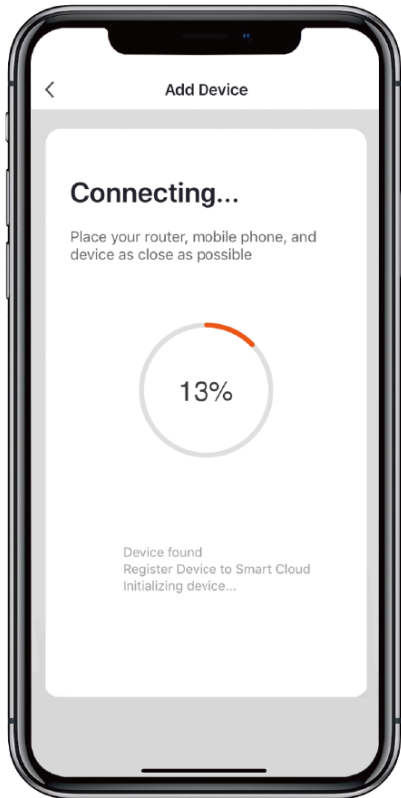 Add Device
Connecting...
Place your router, mobile phone, and
device as close as possible
13%
Device found
Register Device to Smart Cloud
Initializing device...